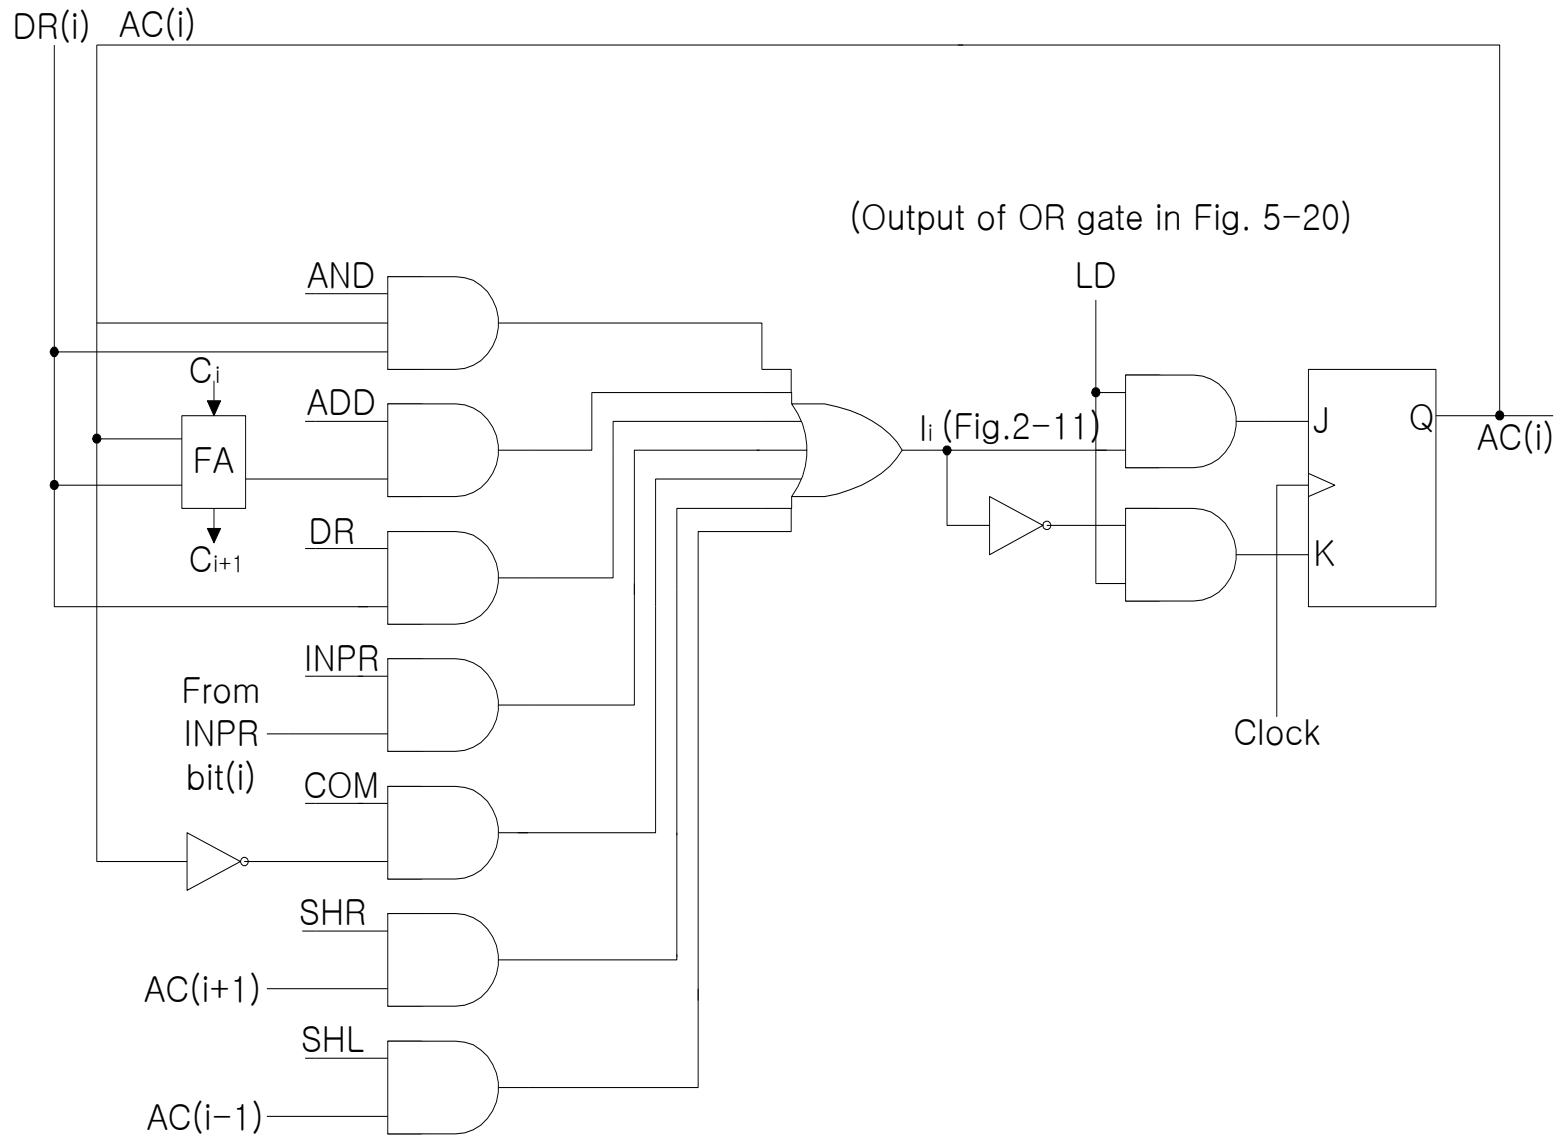 DR(i)
AC(i)
(Output of OR gate in Fig. 5-20)
LD
AND
Ci
ADD
FA
Ci+1
DR
Ii (Fig.2-11)
J
Q
AC(i)
K
INPR
From
INPR
bit(i)
Clock
COM
SHR
AC(i+1)
SHL
AC(i-1)